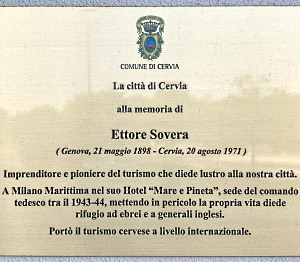 COMUNE DI CERVIA
La città di Cervia
alla memoria di
Ettore Sovera
( Genova, 21 maggio 1898 - Cervia, 20 agosto 1971 )
Imprenditore e pioniere del turismo che diede lustro alla nostra città.
A Milano Marittima nel suo Hotel “Mare e Pineta”, sede del comando
tedesco tra il 1943-44, mettendo in pericolo la propria vita diede
rifugio ad ebrei e a generali inglesi.
Portò il turismo cervese a livello internazionale.